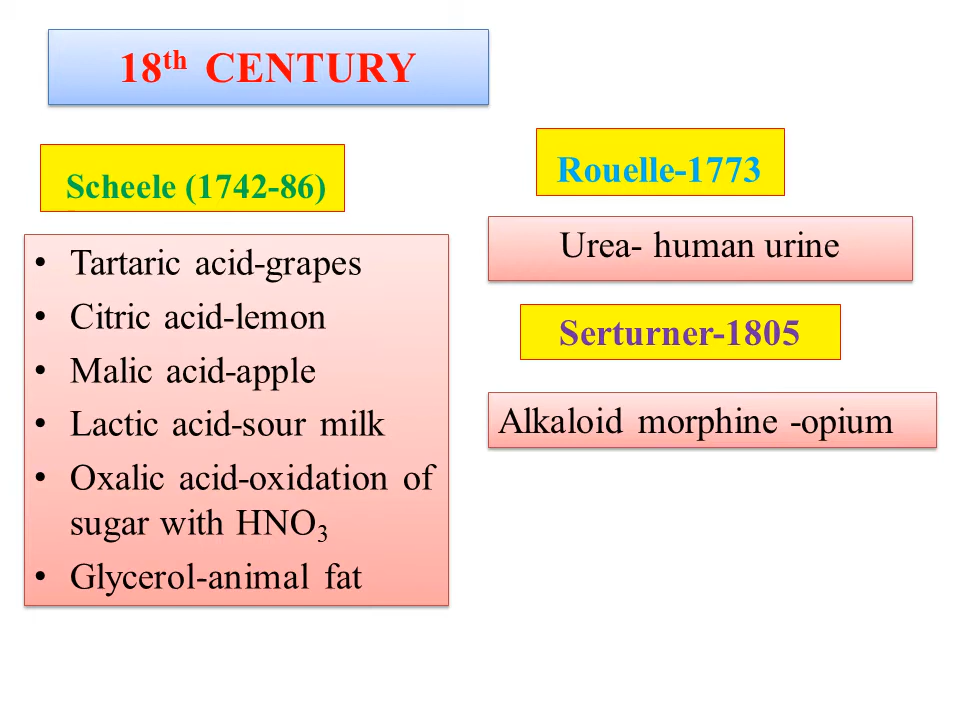 18th CENTURY
Scheele (1742-86)
• Tartaric acid-grapes
• Citric acid-lemon
• Malic acid-apple
• Lactic acid-sour milk
• Oxalic acid-oxidation of
sugar with HNO3
• Glycerol-animal fat
Rouelle-1773
Urea- human urine
Serturner-1805
Alkaloid morphine -opium